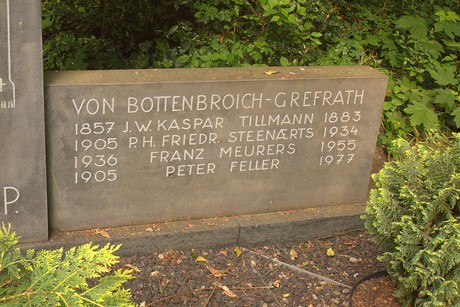 VON BOTTENBROICH-GREFRATH
1857 J.W. KASPAR TILLMANN 1883
1905 P.H. FRIEDR. STEENÆRTS 1934
1936 FRANZ MEURERS 1955
1905 PETER FELLER 1977
P.